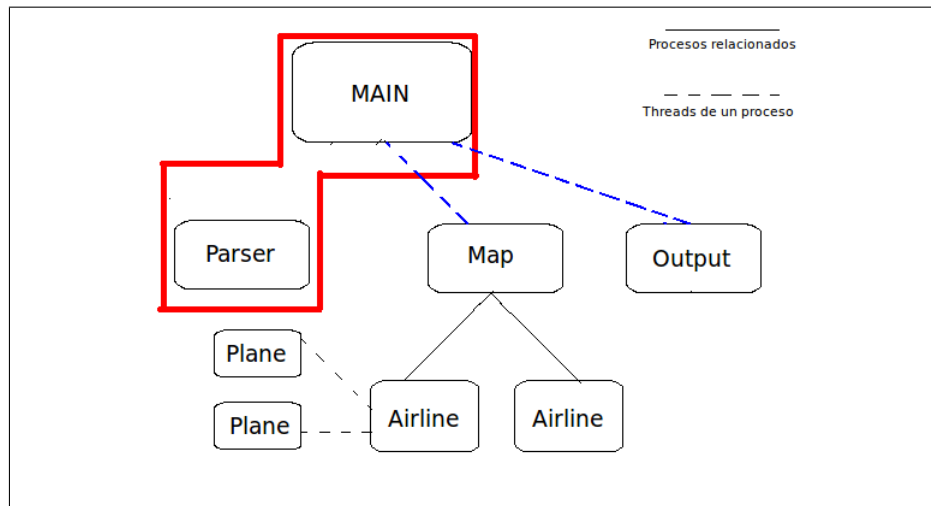 MAIN
Procesos relacionados
Threads de un proceso
Parser
Map
Output
Plane
Plane
Airline
Airline